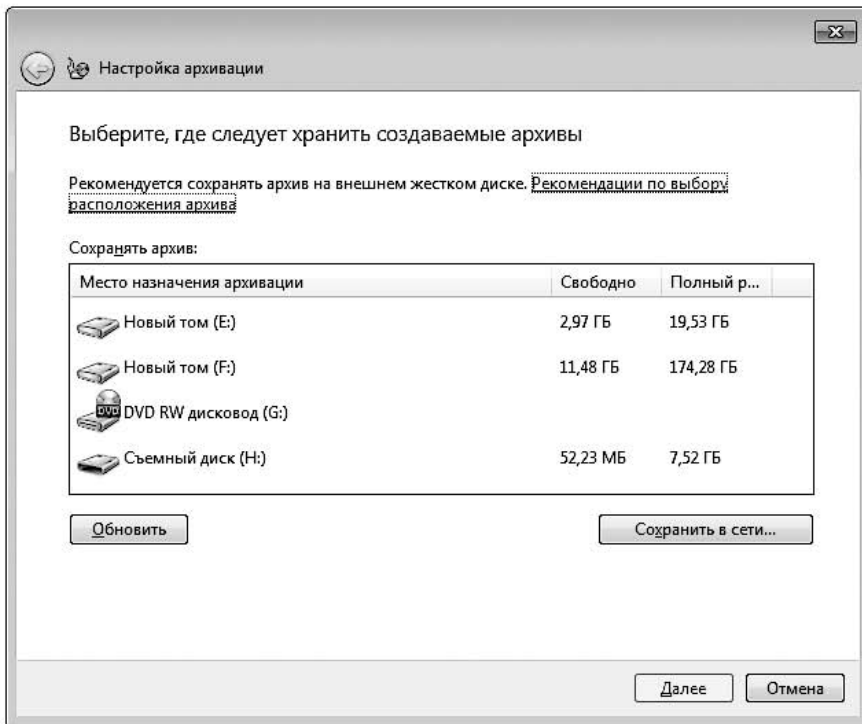 Настройка архивации
Выберите, где следует хранить создаваемые архивы
Рекомендуется сохранять архив на внешнем жестком диске. Рекомендации по выбору
расположения архива
Сохранять архив:
Место назначения архивации Свободно Полный р...
Новый том (E:) 2,97 ГБ 19,53 ГБ
Новый том (F:) 11,48 ГБ 174,28 ГБ
DVD DVD RW дисковод (G:)
Съемный диск (H:) 52,23 МБ 7,52 ГБ
Обновить Сохранить в сети...
Далее Отмена